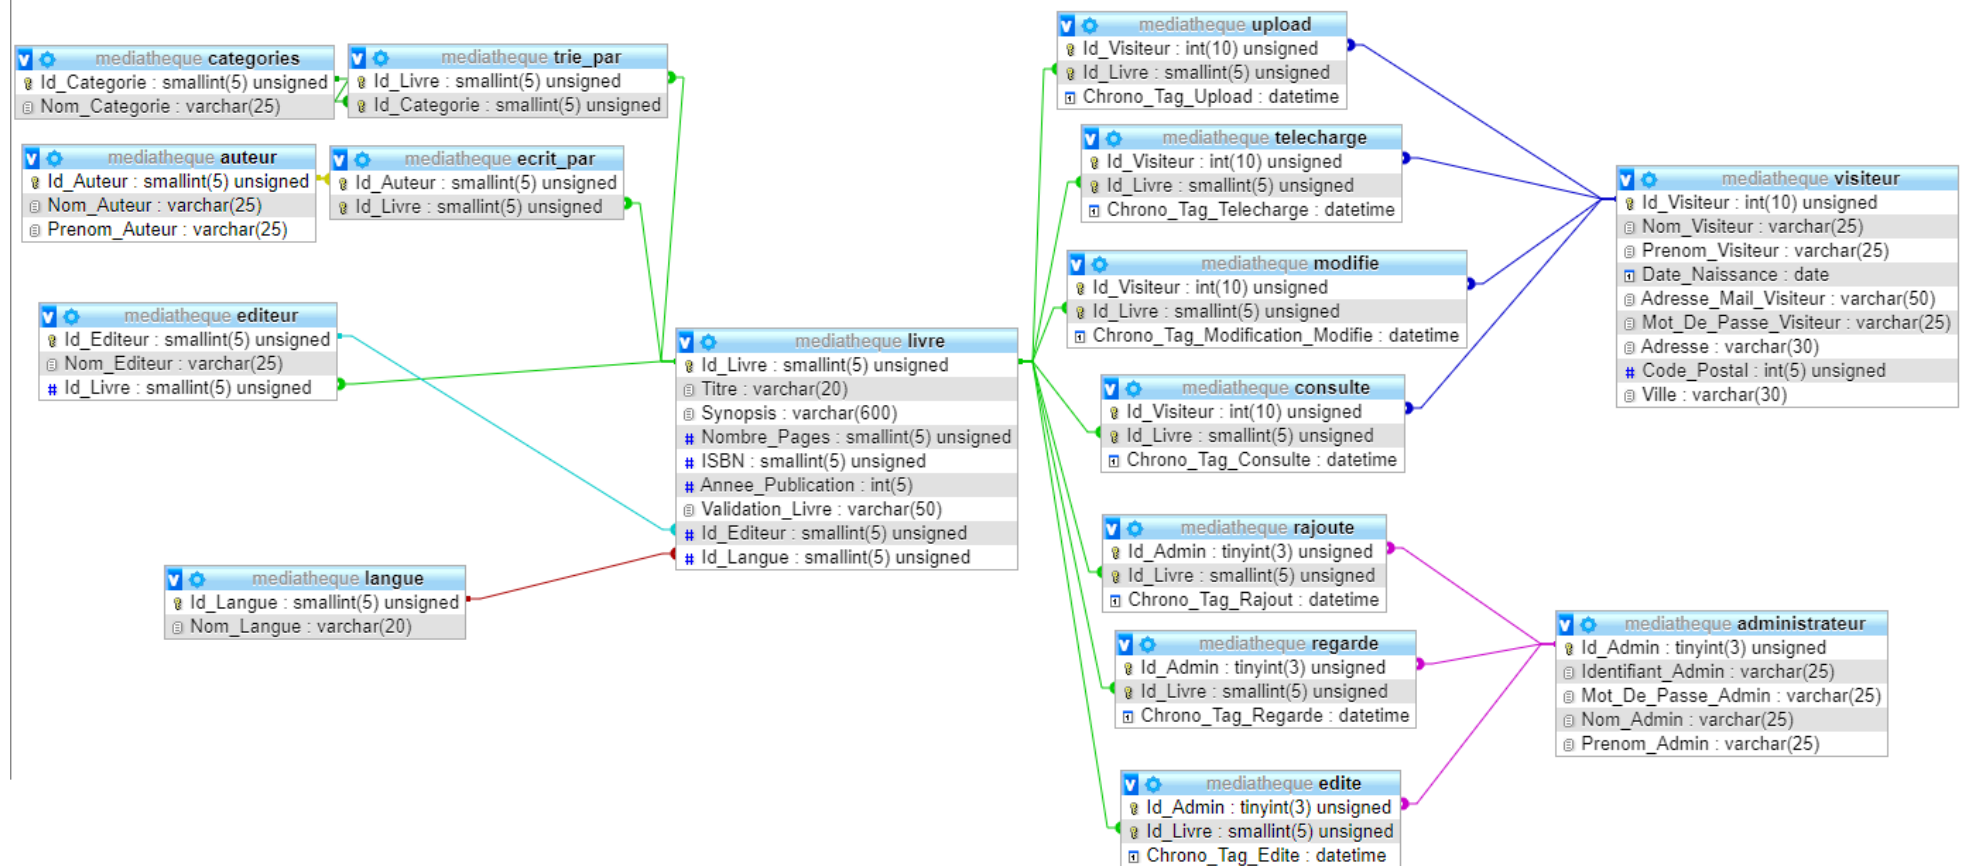 mediatheque categories
Id_Categorie : smallint(5) unsigned
Nom_Categorie : varchar(25)
mediatheque trie_par
Id_Livre : smallint(5) unsigned
Id_Categorie : smallint(5) unsigned
mediatheque auteur
Id_Auteur : smallint(5) unsigned
Nom_Auteur : varchar(25)
Prenom_Auteur : varchar(25)
mediatheque ecrit_par
Id_Auteur : smallint(5) unsigned
Id_Livre : smallint(5) unsigned
mediatheque editeur
Id_Editeur : smallint(5) unsigned
Nom_Editeur : varchar(25)
# Id_Livre : smallint(5) unsigned
mediatheque langue
Id_Langue : smallint(5) unsigned
Nom_Langue : varchar(20)
mediatheque livre
Id_Livre : smallint(5) unsigned
Titre : varchar(20)
Synopsis : varchar(600)
# Nombre_Pages : smallint(5) unsigned
# ISBN : smallint(5) unsigned
# Annee_Publication : int(5)
Validation_Livre : varchar(50)
# Id_Editeur : smallint(5) unsigned
# Id_Langue : smallint(5) unsigned
mediatheque upload
Id_Visiteur : int(10) unsigned
Id_Livre : smallint(5) unsigned
Chrono_Tag_Upload : datetime
mediatheque telecharge
Id_Visiteur : int(10) unsigned
Id_Livre : smallint(5) unsigned
Chrono_Tag_Telecharge : datetime
mediatheque modifie
Id_Visiteur : int(10) unsigned
Id_Livre : smallint(5) unsigned
Chrono_Tag_Modification_Modifie : datetime
mediatheque consulte
Id_Visiteur : int(10) unsigned
Id_Livre : smallint(5) unsigned
Chrono_Tag_Consulte : datetime
mediatheque rajoute
Id_Admin : tinyint(3) unsigned
Id_Livre : smallint(5) unsigned
Chrono_Tag_Rajout : datetime
mediatheque regarde
Id_Admin : tinyint(3) unsigned
Id_Livre : smallint(5) unsigned
Chrono_Tag_Regarde : datetime
mediatheque edite
Id_Admin : tinyint(3) unsigned
Id_Livre : smallint(5) unsigned
Chrono_Tag_Edite : datetime
mediatheque visiteur
Id_Visiteur : int(10) unsigned
Nom_Visiteur : varchar(25)
Prenom_Visiteur : varchar(25)
Date_Naissance : date
Adresse_Mail_Visiteur : varchar(50)
Mot_De_Passe_Visiteur : varchar(25)
Adresse : varchar(30)
# Code_Postal : int(5) unsigned
Ville : varchar(30)
mediatheque administrateur
Id_Admin : tinyint(3) unsigned
Identifiant_Admin : varchar(25)
Mot_De_Passe_Admin : varchar(25)
Nom_Admin : varchar(25)
Prenom_Admin : varchar(25)